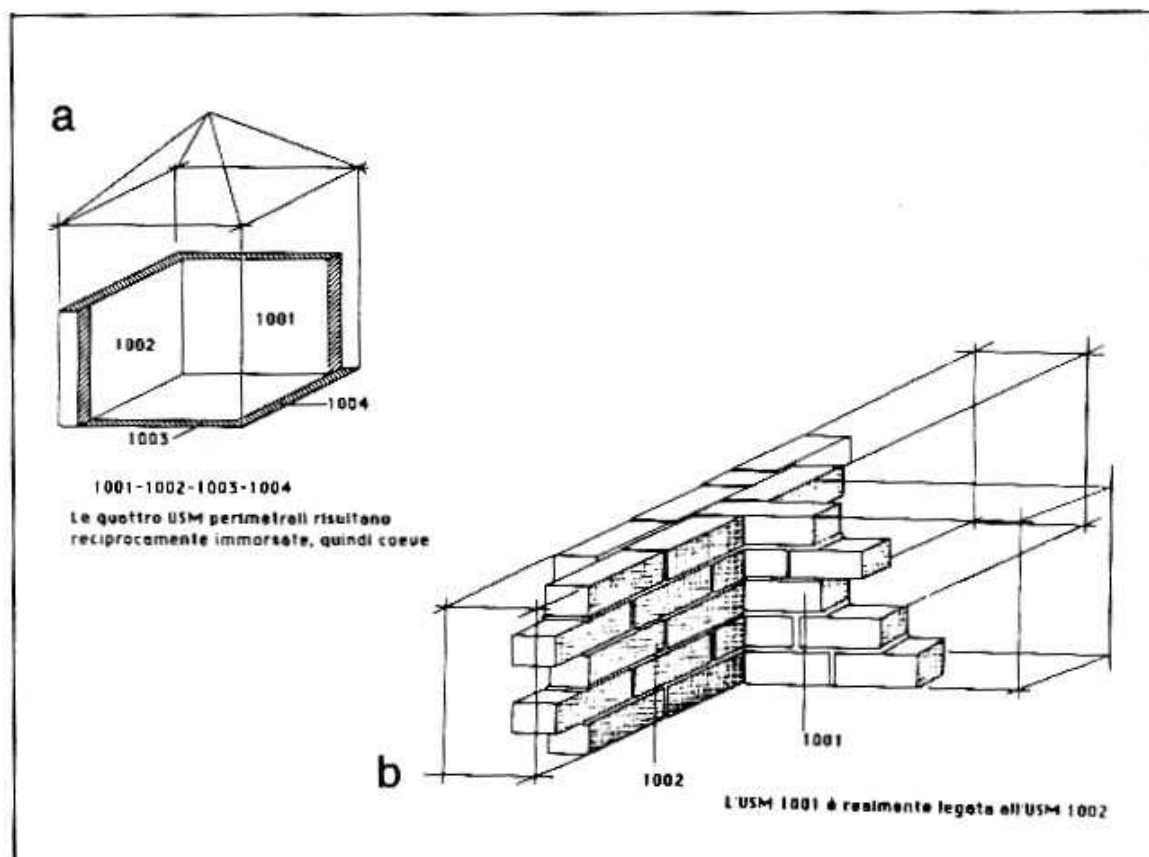 a
1001
1002
1004
1003
1001-1002-1003-1004
Le quattro USM perimetrali risultano
reciprocamente immorsate, quindi coeve
b
1001
1002
L'USM 1001 é realmente legata all'USM 1002